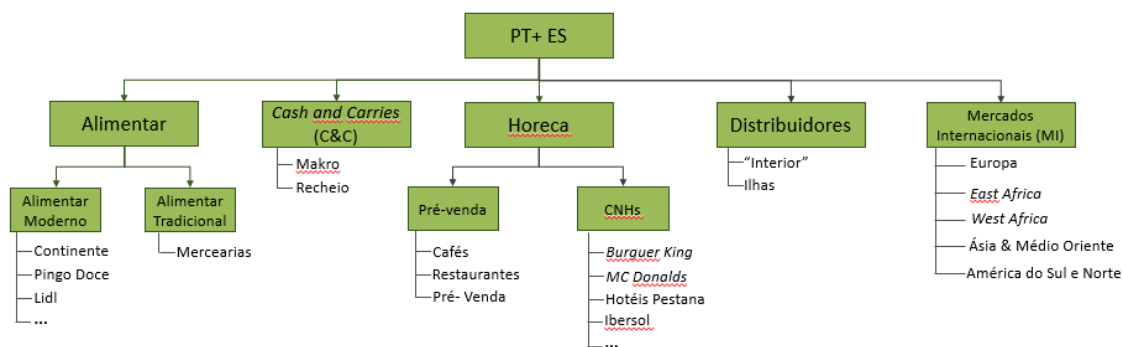 PT+ ES
Alimentar
Cash and Carries
(C&C)
Makro
Recheio
Horeca
Distribuidores
“Interior”
Ilhas
Mercados
Internacionais (MI)
Europa
East Africa
West Africa
Ásia & Médio Oriente
América do Sul e Norte
Alimentar
Moderno
Continente
Pingo Doce
Lidl
...
Alimentar
Tradicional
Mercearias
Pré-venda
Cafés
Restaurantes
Pré- Venda
CNHs
Burguer King
MC Donalds
Hotéis Pestana
Ibersol
...